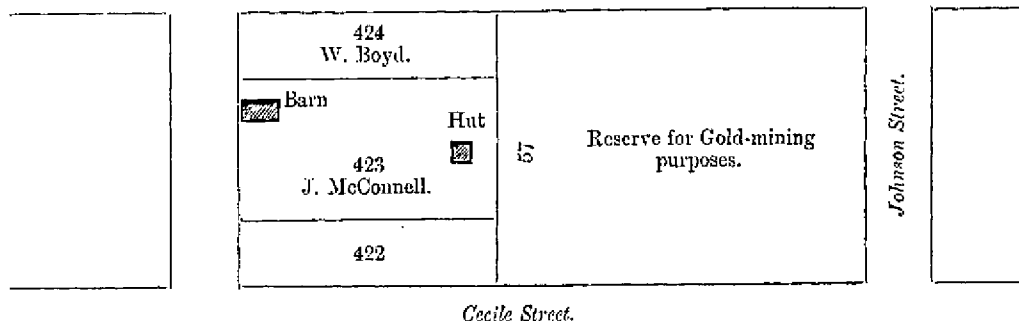 424
W. Boyd.
Barn
Hut
423
J. McConnell.
422
57
Reserve for Gold-mining
purposes.
Johnson Street.
Cecile Street.